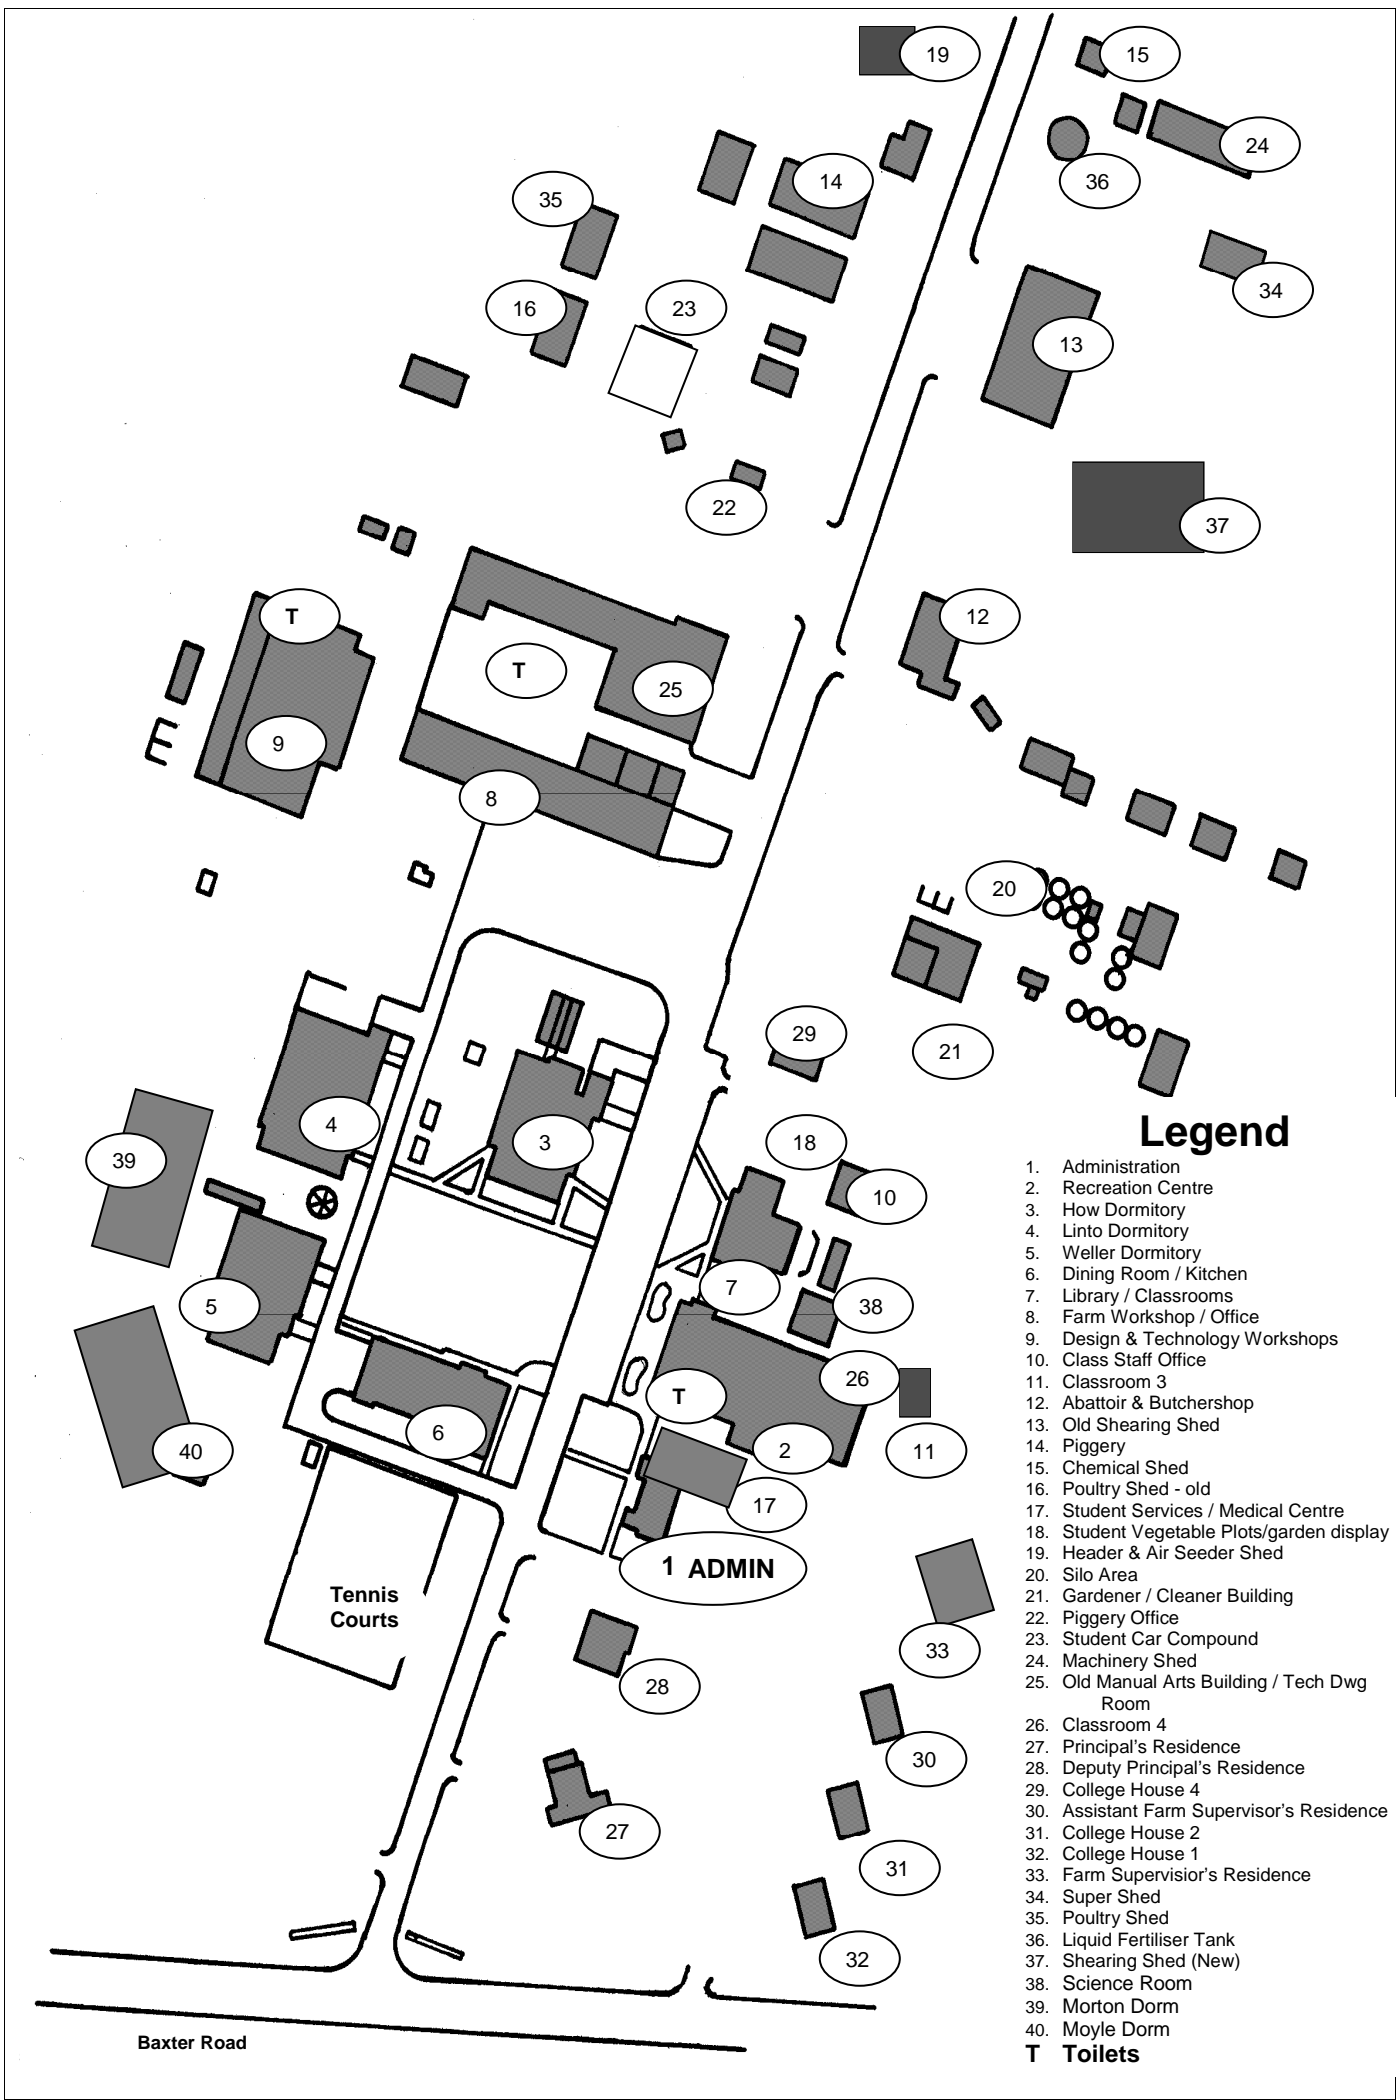 19
15
24
14
36
35
34
16
23
13
22
37
T
12
T
25
9
8
20
29
21
4
3
18
39
10
7
5
38
26
T
6
40
2
11
17
1 ADMIN
Tennis
Courts
33
28
30
27
31
32
Baxter Road
Legend
1. Administration
2. Recreation Centre
3. How Dormitory
4. Linto Dormitory
5. Weller Dormitory
6. Dining Room / Kitchen
7. Library / Classrooms
8. Farm Workshop / Office
9. Design & Technology Workshops
10. Class Staff Office
11. Classroom 3
12. Abattoir & Butchershop
13. Old Shearing Shed
14. Piggery
15. Chemical Shed
16. Poultry Shed - old
17. Student Services / Medical Centre
18. Student Vegetable Plots/garden display
19. Header & Air Seeder Shed
20. Silo Area
21. Gardener / Cleaner Building
22. Piggery Office
23. Student Car Compound
24. Machinery Shed
25. Old Manual Arts Building / Tech Dwg
Room
26. Classroom 4
27. Principal's Residence
28. Deputy Principal's Residence
29. College House 4
30. Assistant Farm Supervisor's Residence
31. College House 2
32. College House 1
33. Farm Supervisior's Residence
34. Super Shed
35. Poultry Shed
36. Liquid Fertiliser Tank
37. Shearing Shed (New)
38. Science Room
39. Morton Dorm
40. Moyle Dorm
T Toilets